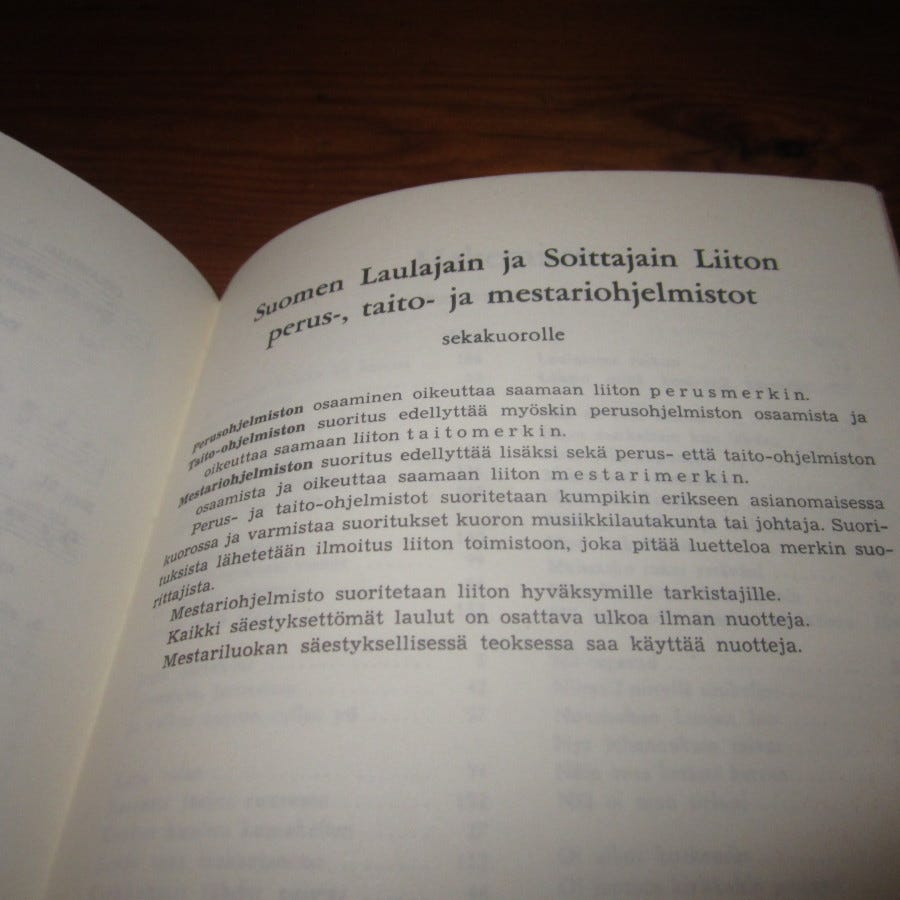 Suomen Laulajain ja Soittajain Liiton
perus-, taito- ja mestariohjelmistot
sekakuorolle
Perusohjelmiston osaaminen oikeuttaa saamaan liiton perusmerkin.
Taito-ohjelmiston suoritus edellyttää myöskin perusohjelmiston osaamista ja
oikeuttaa saamaan liiton taitomerkin.
Mestariohjelmiston suoritus edellyttää lisäksi sekä perus- että taito-ohjelmiston
osaamista ja oikeuttaa saamaan liiton mestarimerkin.
Perus- ja taito-ohjelmistot suoritetaan kumpikin erikseen asianomaisessa
kuorossa ja varmistaa suoritukset kuoron musiikkilautakunta tai johtaja. Suori-
tuksista lähetetään ilmoitus liiton toimistoon, joka pitää luetteloa merkin suo-
rittajista.
Mestariohjelmisto suoritetaan liiton hyväksymille tarkistajille.
Kaikki säestyksettömät laulut on osattava ulkoa ilman nuotteja.
Mestariluokan säestyksellisessä teoksessa saa käyttää nuotteja.